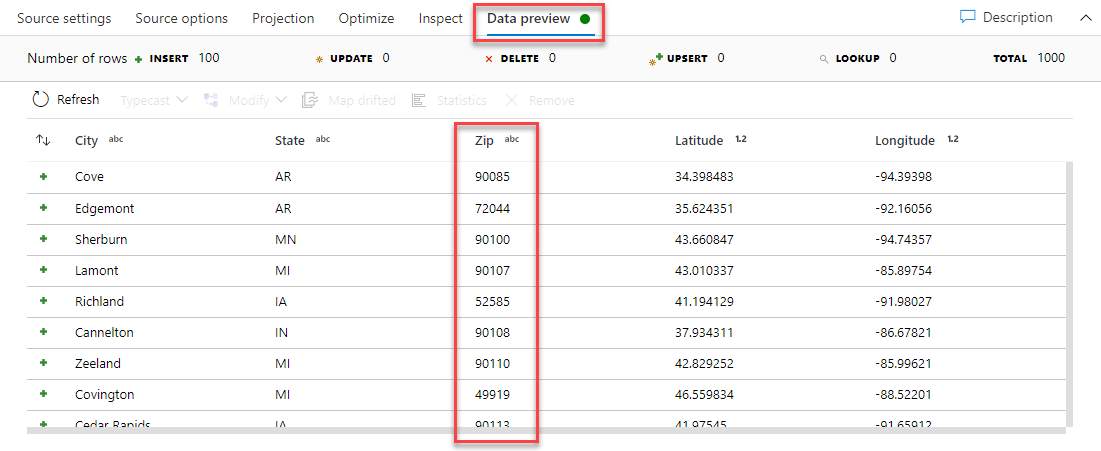 Source settings Source options Projection Optimize Inspect Data preview Description
Number of rows INSERT 100 UPDATE 0 DELETE 0 UPSERT 0 LOOKUP 0 TOTAL 1000
Refresh Typecast Modify Map drifted Statistics Remove
City abc State abc Zip abc Latitude 1.2 Longitude 1.2
Cove AR 90085 34.398483 -94.39398
Edgemont AR 72044 35.624351 -92.16056
Sherburn MN 90100 43.660847 -94.74357
Lamont MI 90107 43.010337 -85.89754
Richland IA 52585 41.194129 -91.98027
Cannelton IN 90108 37.934311 -86.67821
Zeeland MI 90110 42.829252 -85.99621
Covington MI 49919 46.559834 -88.52201
Cedar Rapids IA 90113 41.97545 -91.65912